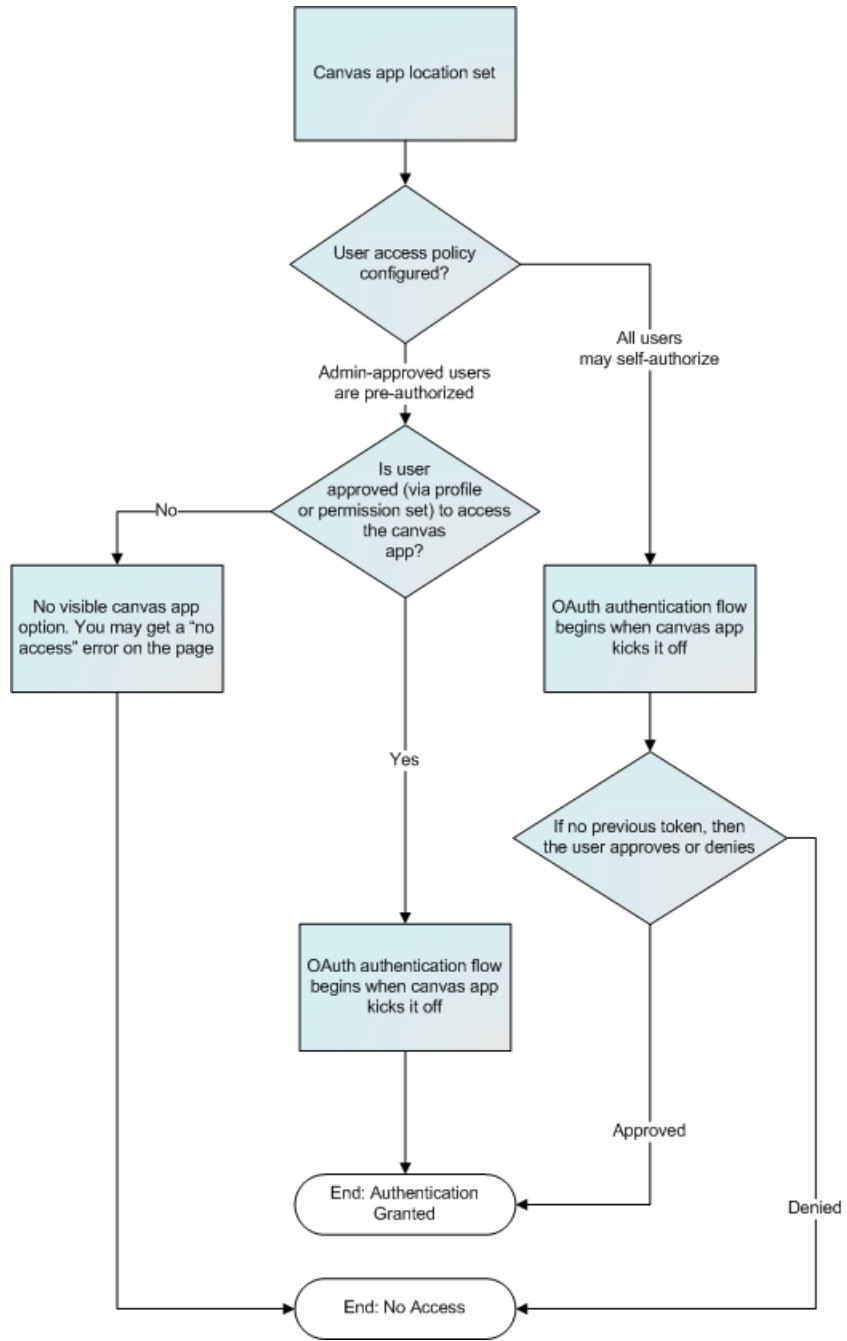 Canvas app location set
User access policy
configured?
All users
may self-authorize
Admin-approved users
are pre-authorized
Is user
approved (via profile
or permission set) to access
the canvas
app?
No
No visible canvas app
option. You may get a “no
access” error on the page
OAuth authentication flow
begins when canvas app
kicks it off
Yes
If no previous token, then
the user approves or denies
OAuth authentication flow
begins when canvas app
kicks it off
Approved
End: Authentication
Granted
Denied
End: No Access